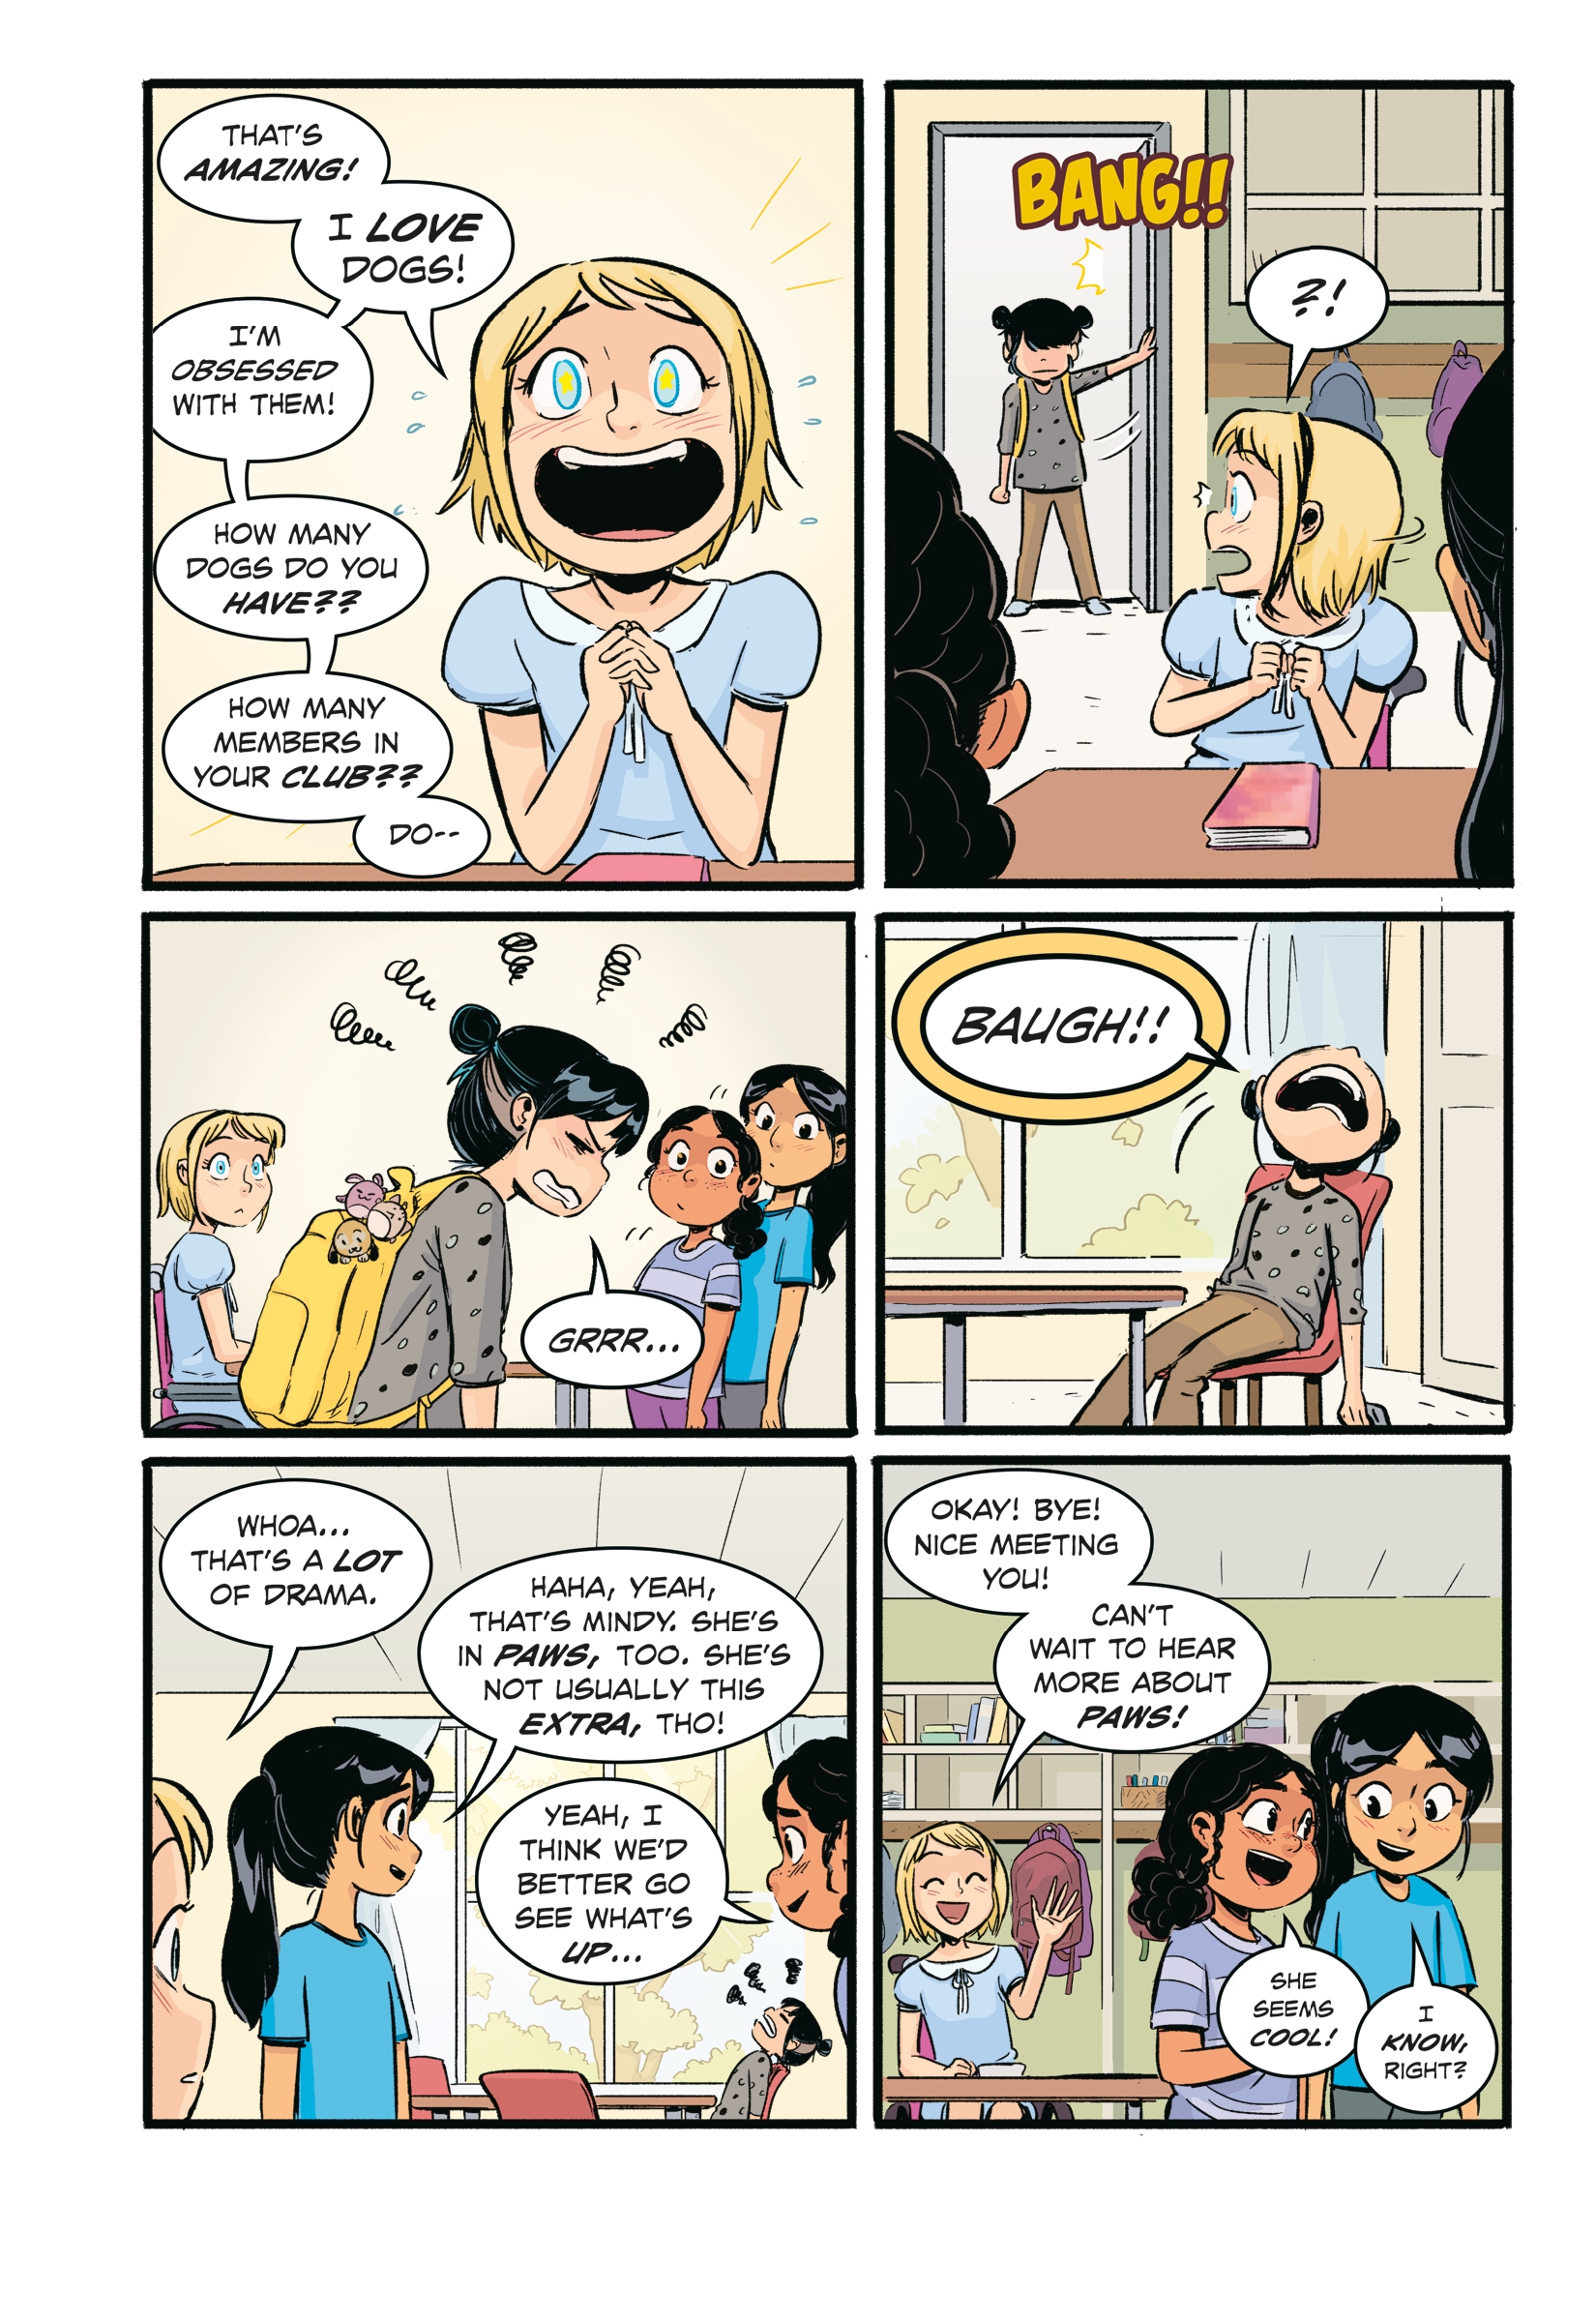 THAT'S
AMAZING!
I LOVE
DOGS!
I'M
OBSESSED
WITH THEM!
HOW MANY
DOGS DO YOU
HAVE??
HOW MANY
MEMBERS IN
YOUR CLUB??
DO--
BANG!!
?!
GRRR...
BAUGH!!
WHOA...
THAT'S A LOT
OF DRAMA.
HAHA, YEAH,
THAT'S MINDY. SHE'S
IN PAWS, TOO. SHE'S
NOT USUALLY THIS
EXTRA, THO!
YEAH, I
THINK WE'D
BETTER GO
SEE WHAT'S
UP...
OKAY! BYE!
NICE MEETING
YOU!
CAN'T
WAIT TO HEAR
MORE ABOUT
PAWS!
SHE
SEEMS
COOL!
I
KNOW,
RIGHT?